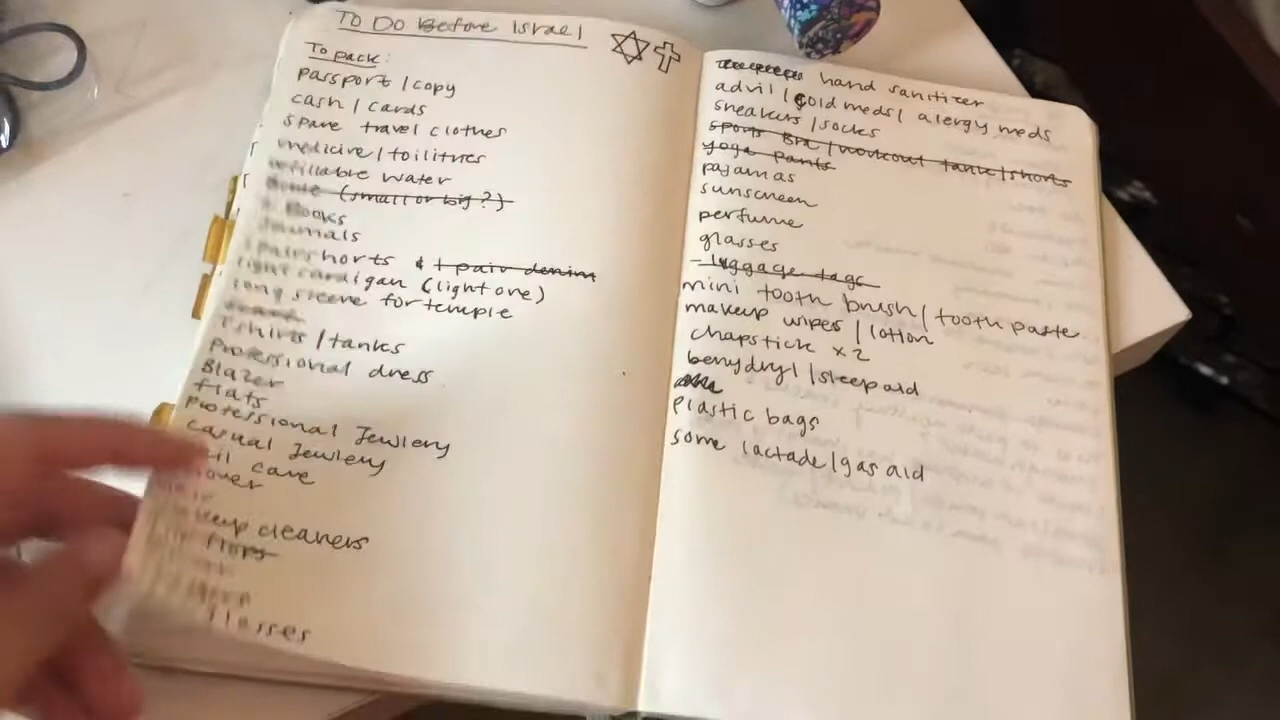 To Do Before Israel
To pack:
passport / copy
cash / cards
spare travel clothes
medicine / toilitries
refillable water
(small or big?)
Books
Journals
shorts & 1 pair denim
light cardigan (light one)
long sleeve for temple
Tshirts / tanks
Professional dress
Blazer
flats
Professional Jewlery
casual Jewlery
care
cleaners
flops
hand sanitizer
advil / cold meds / alergy meds
sneakers / socks
sports Bra / workout tank / shorts
yoga pants
pajamas
sunscreen
perfume
glasses
- luggage tags
mini tooth brush / tooth paste
makeup wipes / lotion
chapstick x2
benydryl / sleep aid
plastic bags
some lactade / gas aid